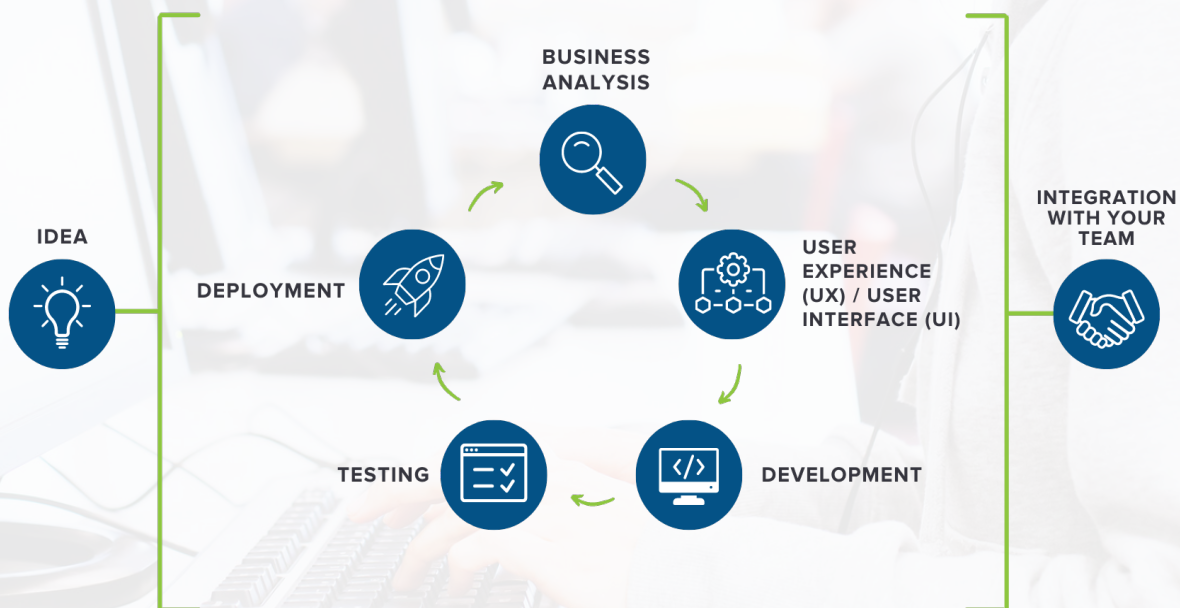 BUSINESS
ANALYSIS
IDEA
DEPLOYMENT
USER
EXPERIENCE
(UX) / USER
INTERFACE (UI)
INTEGRATION
WITH YOUR
TEAM
TESTING
</>
DEVELOPMENT